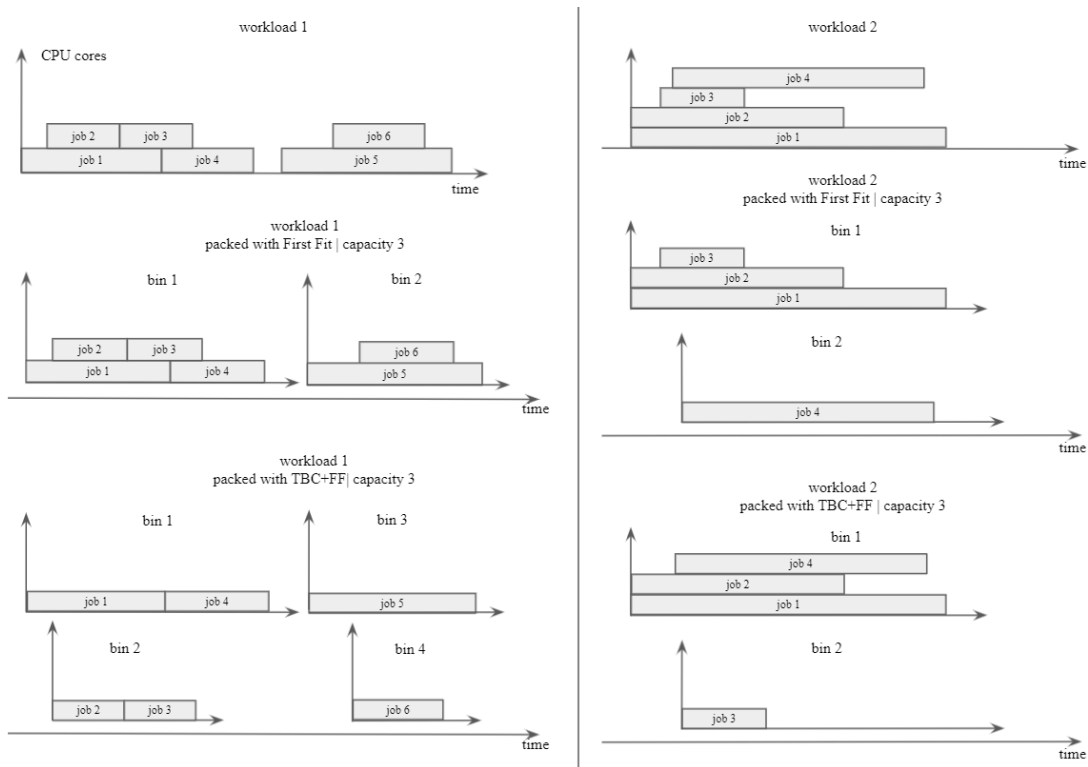 workload 1
CPU cores
job 2
job 3
job 6
job 1
job 4
job 5
time
workload 1
packed with First Fit | capacity 3
bin 1
bin 2
job 2
job 3
job 6
job 1
job 4
job 5
time
workload 1
packed with TBC+FF| capacity 3
bin 1
bin 3
job 1
job 4
job 5
bin 2
bin 4
job 2
job 3
job 6
time
workload 2
job 4
job 3
job 2
job 1
time
workload 2
packed with First Fit | capacity 3
bin 1
job 3
job 2
job 1
bin 2
job 4
time
workload 2
packed with TBC+FF | capacity 3
bin 1
job 4
job 2
job 1
bin 2
job 3
time